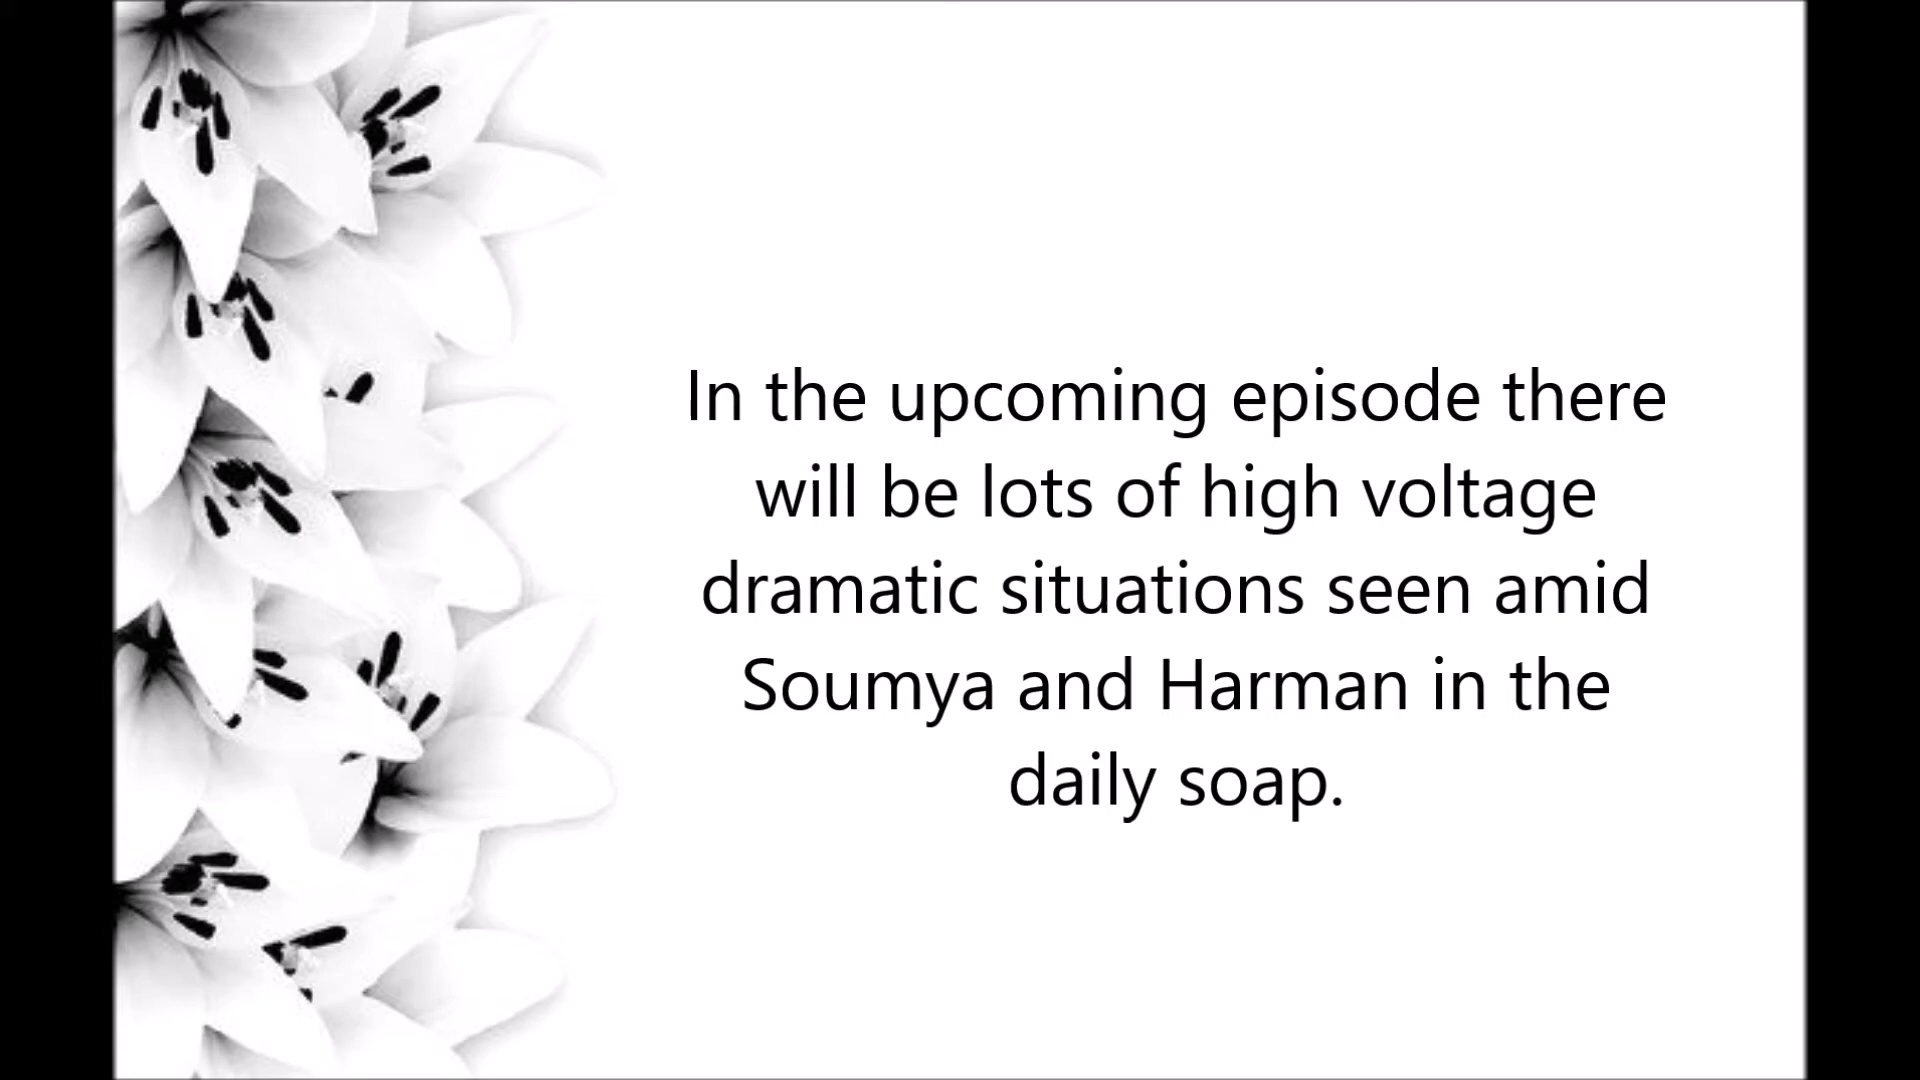 In the upcoming episode there
will be lots of high voltage
dramatic situations seen amid
Soumya and Harman in the
daily soap.